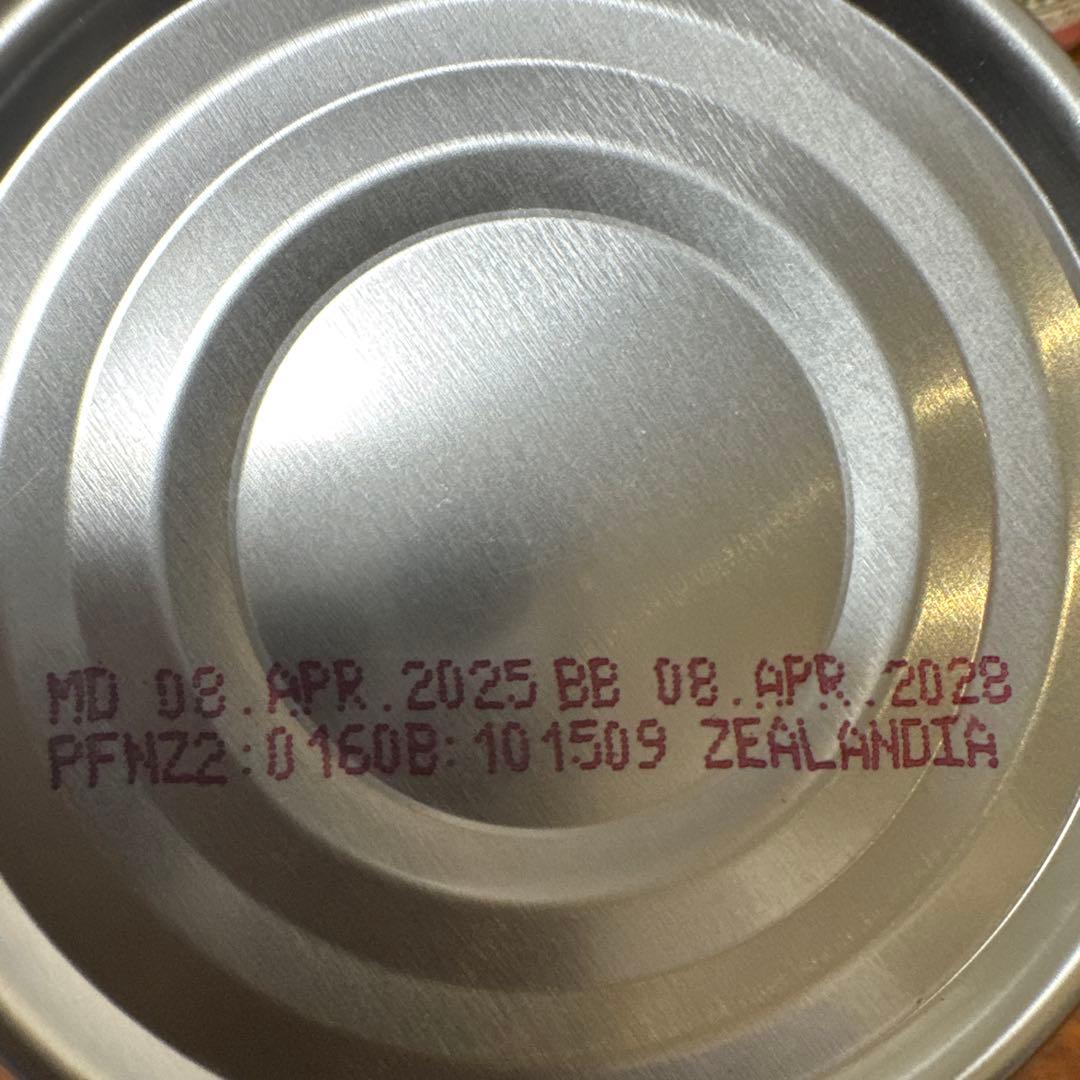 MD 08.APR.2025 BB 08.APR.2028
PFNZ2:0160B:101509 ZEALANDIA